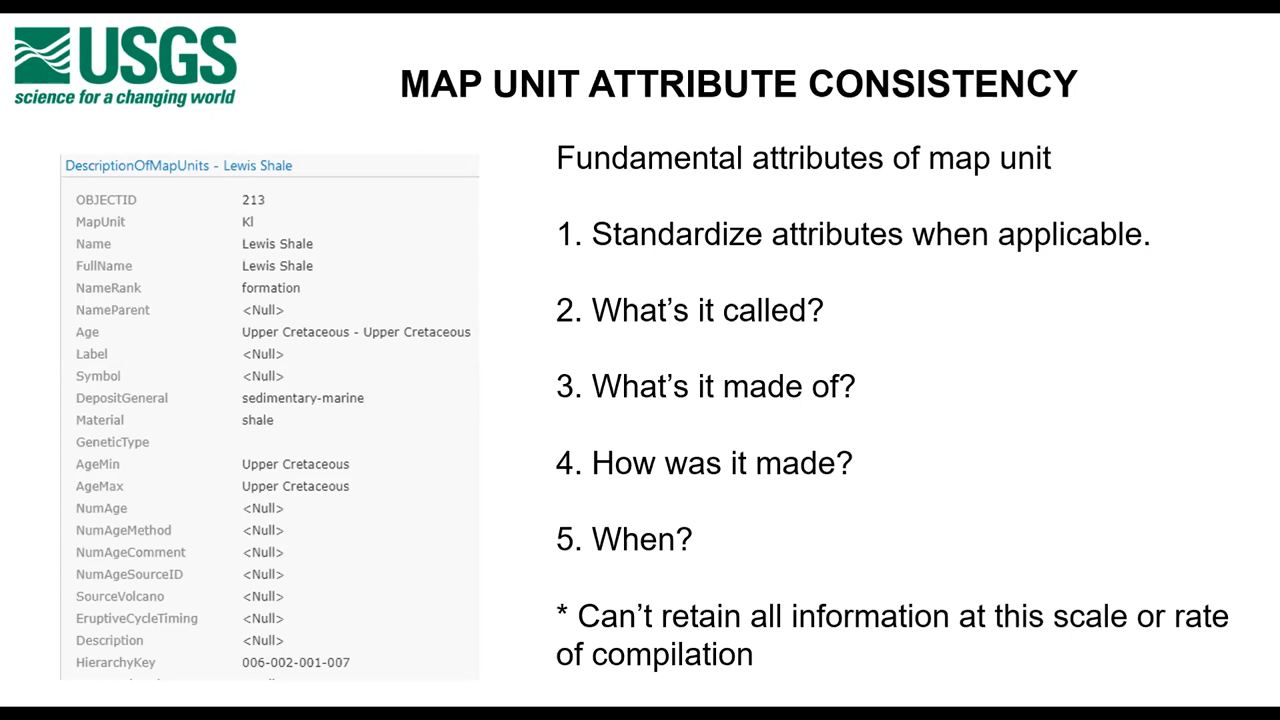 USGS
science for a changing world
MAP UNIT ATTRIBUTE CONSISTENCY
DescriptionOfMapUnits - Lewis Shale
OBJECTID 213
MapUnit Kl
Name Lewis Shale
FullName Lewis Shale
NameRank formation
NameParent <Null>
Age Upper Cretaceous - Upper Cretaceous
Label <Null>
Symbol <Null>
DepositGeneral sedimentary-marine
Material shale
GeneticType
AgeMin Upper Cretaceous
AgeMax Upper Cretaceous
NumAge <Null>
NumAgeMethod <Null>
NumAgeComment <Null>
NumAgeSourceID <Null>
SourceVolcano <Null>
EruptiveCycleTiming <Null>
Description <Null>
HierarchyKey 006-002-001-007
Fundamental attributes of map unit
1. Standardize attributes when applicable.
2. What's it called?
3. What's it made of?
4. How was it made?
5. When?
* Can't retain all information at this scale or rate
of compilation